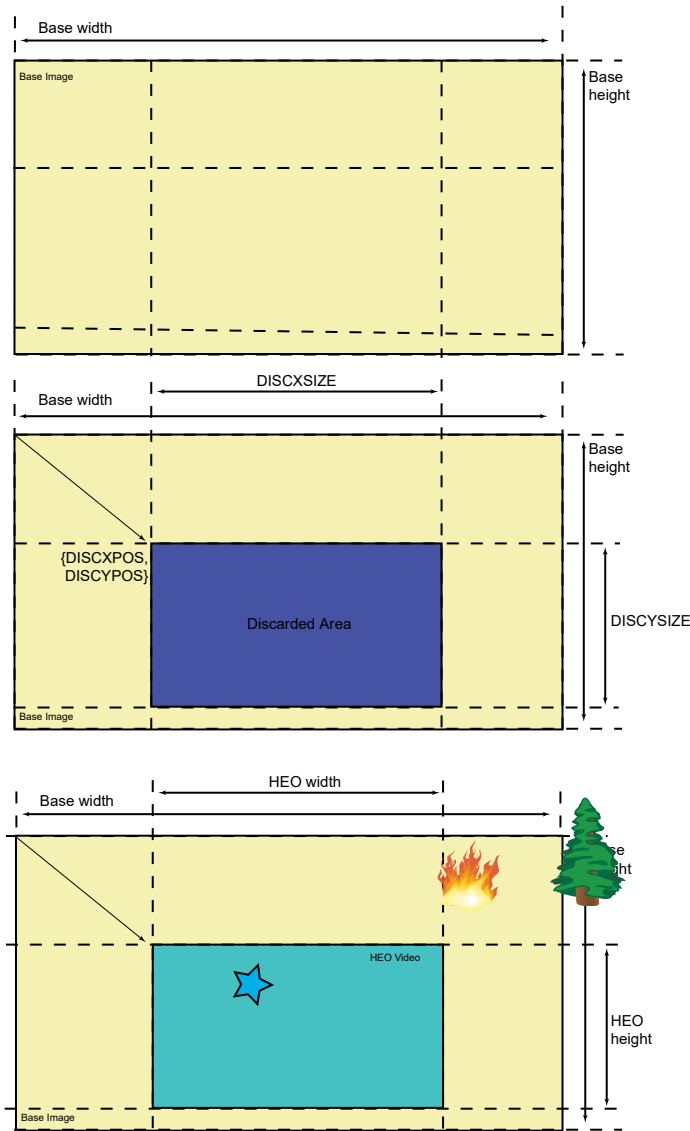 Base width
Base Image
Base
height
DISCXSIZE
Base width
Base
height
{DISCXPOS,
DISCYPOS}
Discarded Area
DISCYSIZE
Base Image
HEO width
Base width
HEO Video
HEO
height
Base Image